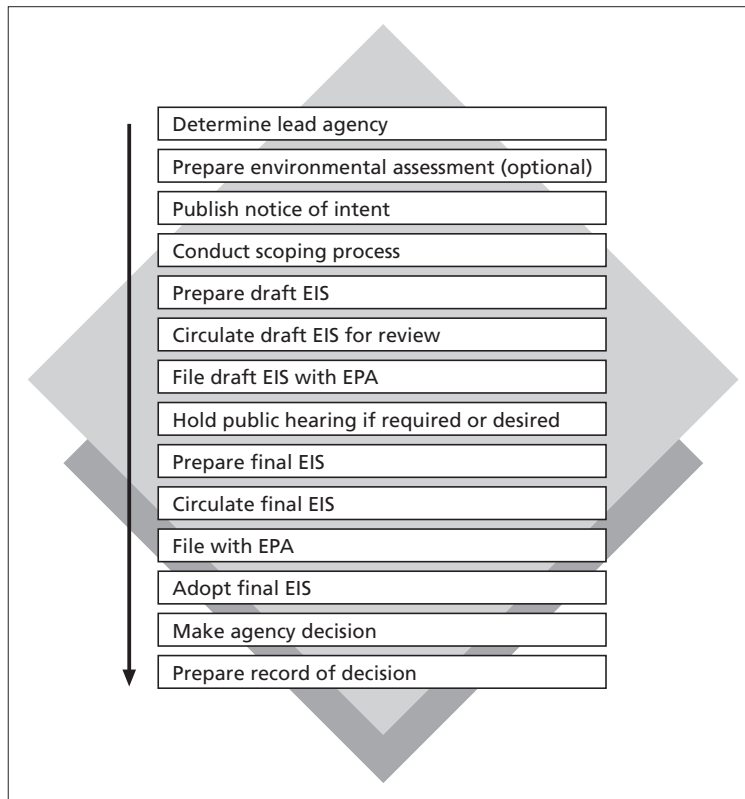 Determine lead agency
Prepare environmental assessment (optional)
Publish notice of intent
Conduct scoping process
Prepare draft EIS
Circulate draft EIS for review
File draft EIS with EPA
Hold public hearing if required or desired
Prepare final EIS
Circulate final EIS
File with EPA
Adopt final EIS
Make agency decision
Prepare record of decision